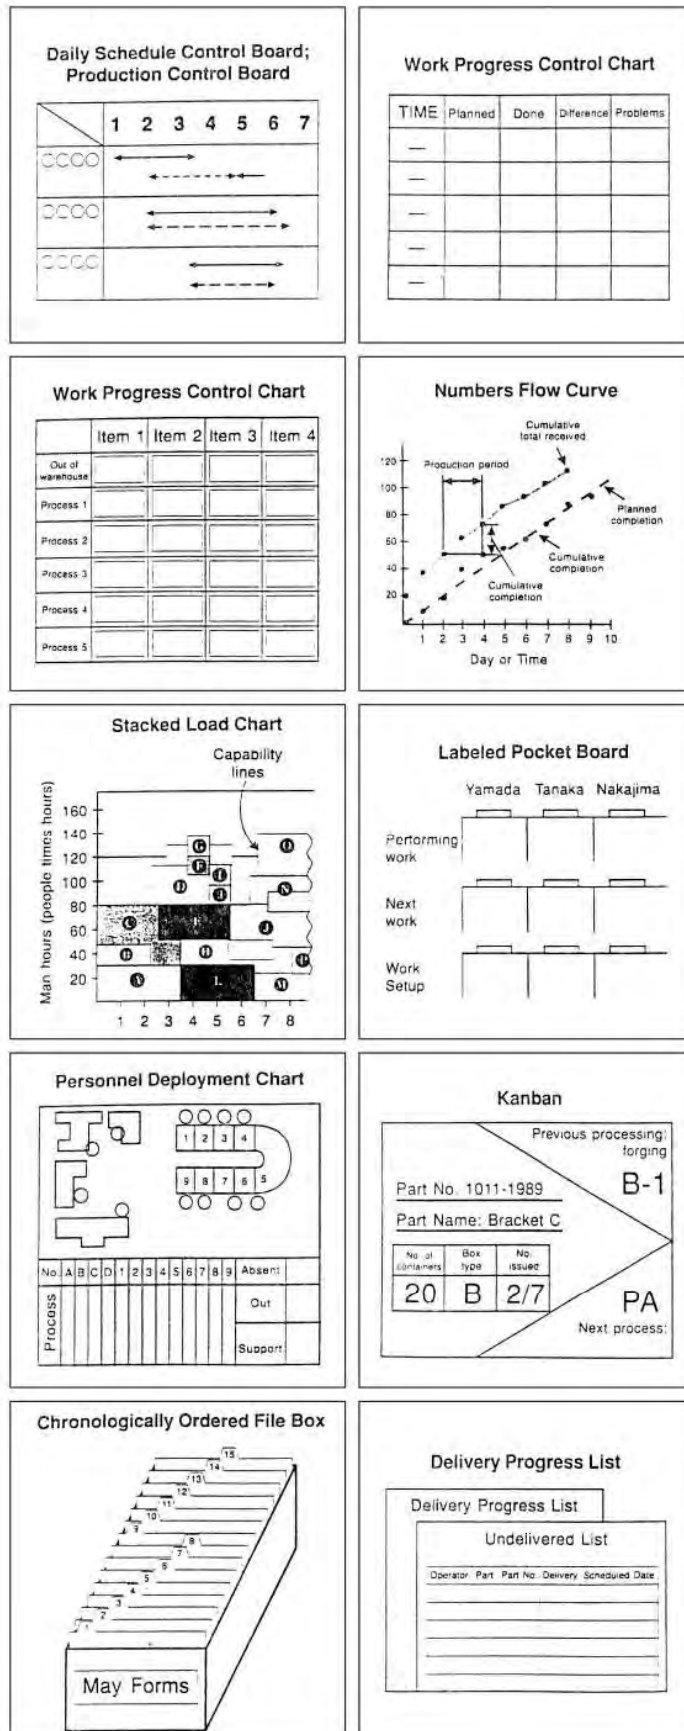 Daily Schedule Control Board;
Production Control Board
1 2 3 4 5 6 7
Work Progress Control Chart
TIME Planned Done Difference Problems
Work Progress Control Chart
Item 1 Item 2 Item 3 Item 4
Out of
warehouse
Process 1
Process 2
Process 3
Process 4
Process 5
Numbers Flow Curve
Cumulative
total received
Production period
120
100
80
60
40
20
Planned
completion
Cumulative
completion
Cumulative
completion
1 2 3 4 5 6 7 8 9 10
Day or Time
Stacked Load Chart
Capability
lines
Man hours (people times hours)
160
140
120
100
80
60
40
20
L
1 2 3 4 5 6 7 8
Labeled Pocket Board
Yamada Tanaka Nakajima
Performing
work
Next
work
Work
Setup
Personnel Deployment Chart
1 2 3 4
9 8 7 6 5
No. A B C D 1 2 3 4 5 6 7 8 9 Absent
Process
Out
Support
Kanban
Previous processing:
forging
B-1
Part No. 1011-1989
Part Name: Bracket C
No. of
containers
Box
type
No.
issued
20 B 2/7
PA
Next process:
Chronologically Ordered File Box
15
14
13
12
11
10
9
8
7
6
5
4
3
2
1
May Forms
Delivery Progress List
Delivery Progress List
Undelivered List
Operator Part Part No. Delivery Scheduled Date